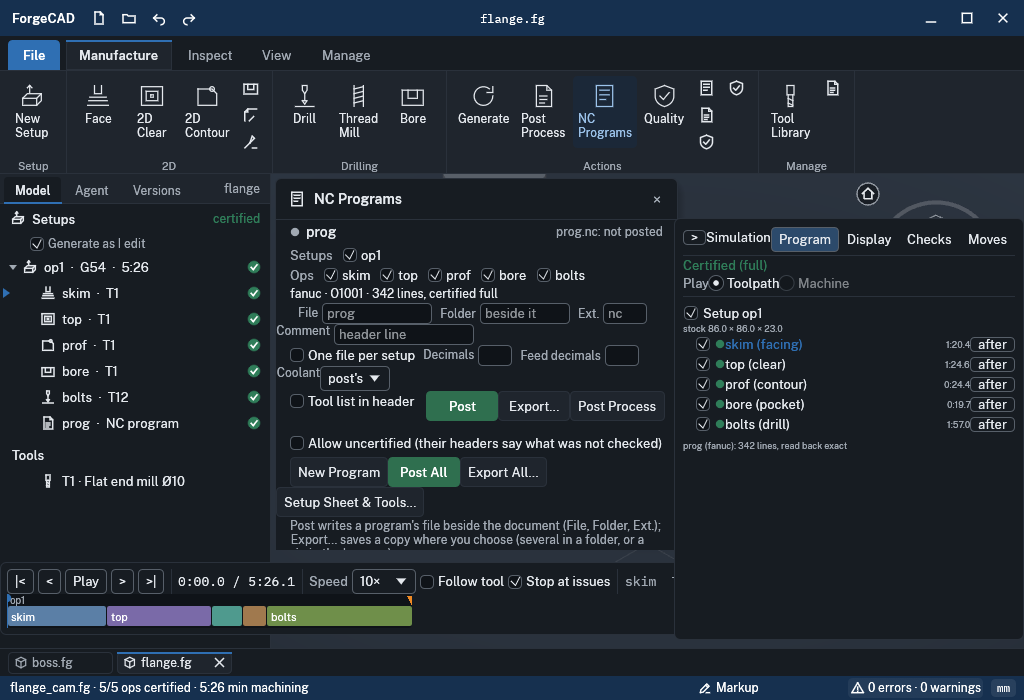 ForgeCAD
flange.fg
File Manufacture Inspect View Manage
New Setup
Face
2D Clear
2D Contour
Drill
Thread Mill
Bore
Generate
Post Process
NC Programs
Quality
Tool Library
Setup 2D Drilling Actions Manage
Model Agent Versions flange
Setups certified
Generate as I edit
op1 · G54 · 5:26
skim · T1
top · T1
prof · T1
bore · T1
bolts · T12
prog · NC program
Tools
T1 · Flat end mill Ø10
NC Programs ×
prog prog.nc: not posted
Setups op1
Ops skim top prof bore bolts
fanuc · O1001 · 342 lines, certified full
File prog Folder beside it Ext. nc
Comment header line
One file per setup Decimals Feed decimals
Coolant post's
Tool list in header Post Export... Post Process
Allow uncertified (their headers say what was not checked)
New Program Post All Export All...
Setup Sheet & Tools...
Post writes a program's file beside the document (File, Folder, Ext.);
Export... saves a copy where you choose (several in a folder, or a
> Simulation Program Display Checks Moves
Certified (full)
Play Toolpath Machine
Setup op1
stock 86.0 × 86.0 × 23.0
skim (facing) 1:20.4 after
top (clear) 1:24.6 after
prof (contour) 0:24.4 after
bore (pocket) 0:19.7 after
bolts (drill) 1:57.0 after
prog (fanuc): 342 lines, read back exact
|< < Play > >| 0:00.0 / 5:26.1 Speed 10× Follow tool Stop at issues skim
op1
skim top bolts
boss.fg flange.fg
flange_cam.fg · 5/5 ops certified · 5:26 min machining Markup 0 errors · 0 warnings mm